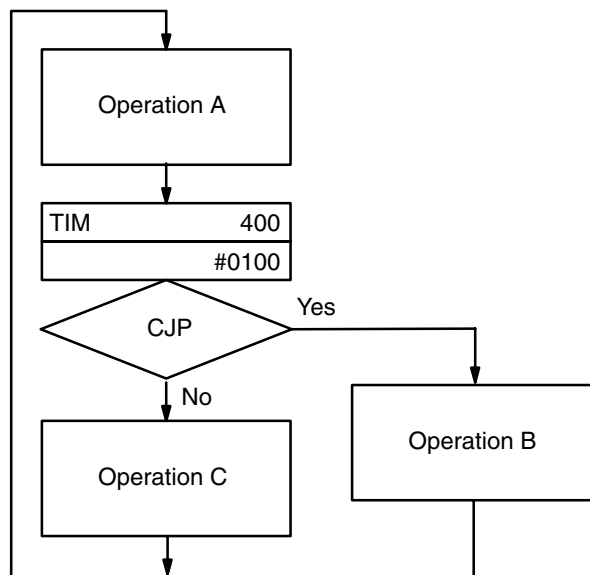 Operation A
TIM 400
#0100
CJP
Yes
No
Operation B
Operation C